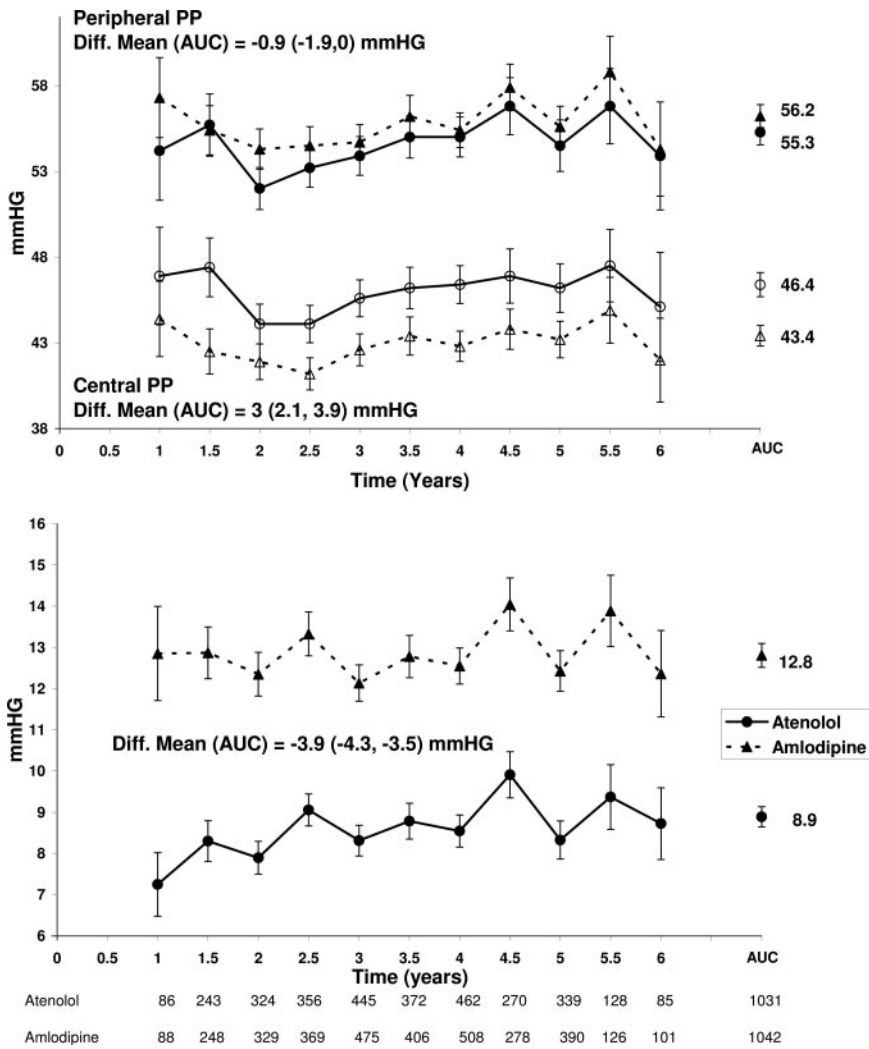 Peripheral PP
Diff. Mean (AUC) = -0.9 (-1.9,0) mmHG
58
56.2
55.3
53
mmHG
48
46.4
43
43.4
Central PP
Diff. Mean (AUC) = 3 (2.1, 3.9) mmHG
38
0 0.5 1 1.5 2 2.5 3 3.5 4 4.5 5 5.5 6 AUC
Time (Years)
16
15
14
13
12.8
12
11
Atenolol
Amlodipine
mmHG
Diff. Mean (AUC) = -3.9 (-4.3, -3.5) mmHG
10
9
8.9
8
7
6
0 0.5 1 1.5 2 2.5 3 3.5 4 4.5 5 5.5 6 AUC
Time (years)
Atenolol 86 243 324 356 445 372 462 270 339 128 85 1031
Amlodipine 88 248 329 369 475 406 508 278 390 126 101 1042